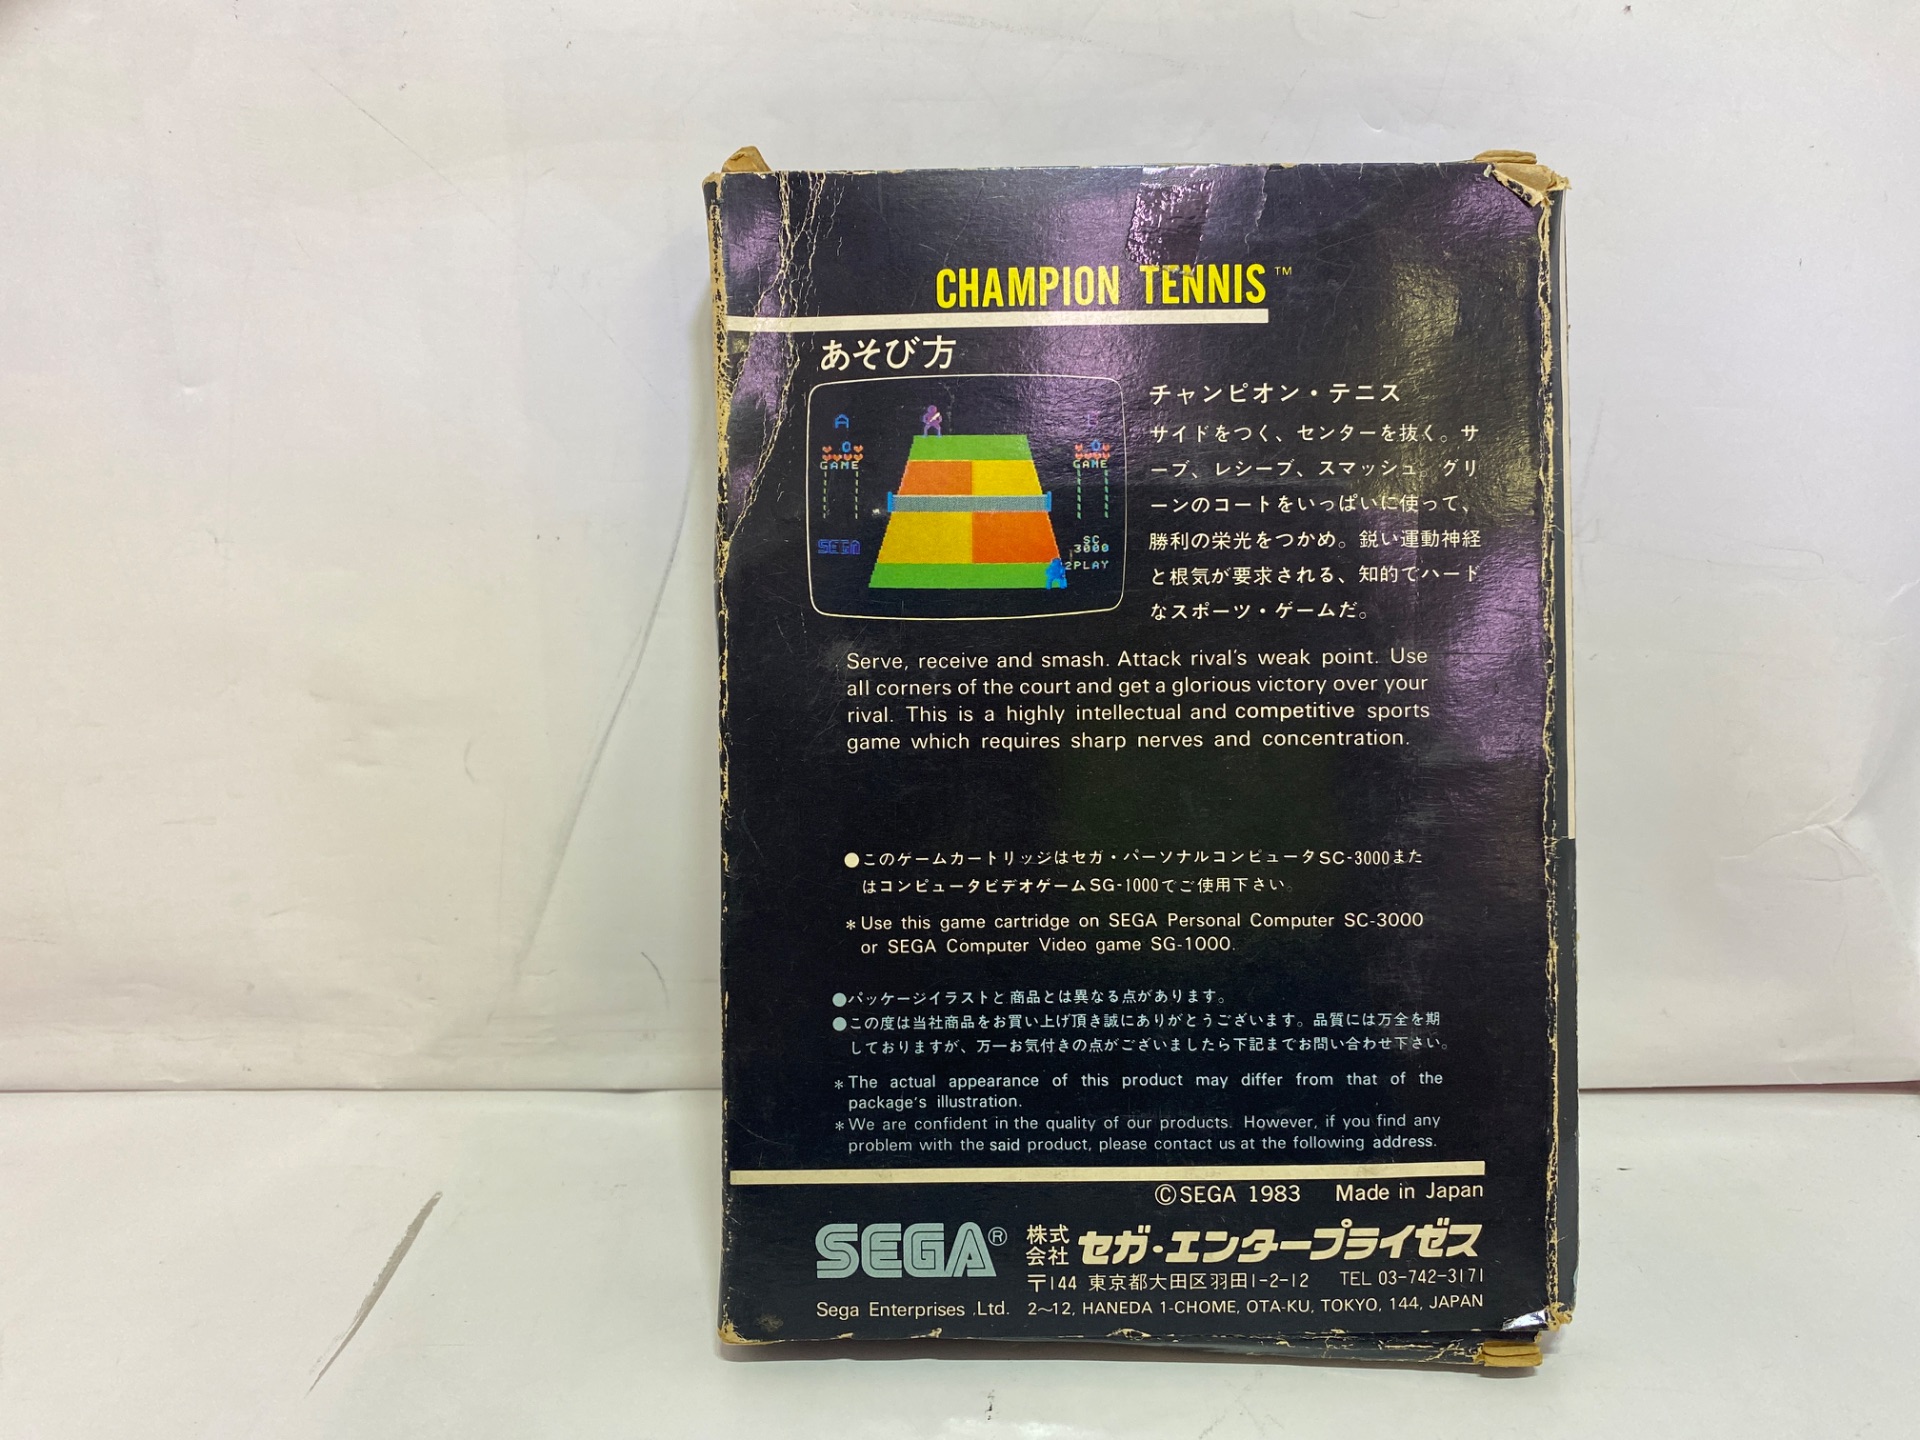 CHAMPION TENNIS™
あそび方
A
0
GAME
0
GAME
SEGA
SC
3000
2PLAY
チャンピオン・テニス
サイドをつく、センターを抜く。サ
ーブ、レシーブ、スマッシュ。グリ
ーンのコートをいっぱいに使って、
勝利の栄光をつかめ。鋭い運動神経
と根気が要求される、知的でハード
なスポーツ・ゲームだ。
Serve, receive and smash. Attack rival's weak point. Use
all corners of the court and get a glorious victory over your
rival. This is a highly intellectual and competitive sports
game which requires sharp nerves and concentration.
●このゲームカートリッジはセガ・パーソナルコンピュータSC-3000また
はコンピュータビデオゲームSG-1000でご使用下さい。
*Use this game cartridge on SEGA Personal Computer SC-3000
or SEGA Computer Video game SG-1000.
●パッケージイラストと商品とは異なる点があります。
●この度は当社商品をお買い上げ頂き誠にありがとうございます。品質には万全を期
しておりますが、万一お気付きの点がございましたら下記までお問い合わせ下さい。
*The actual appearance of this product may differ from that of the
package's illustration.
*We are confident in the quality of our products. However, if you find any
problem with the said product, please contact us at the following address.
©SEGA 1983 Made in Japan
SEGA® 株式会社 セガ・エンタープライゼス
〒144 東京都大田区羽田1-2-12 TEL 03-742-3171
Sega Enterprises .Ltd. 2〜12, HANEDA 1-CHOME, OTA-KU, TOKYO, 144, JAPAN